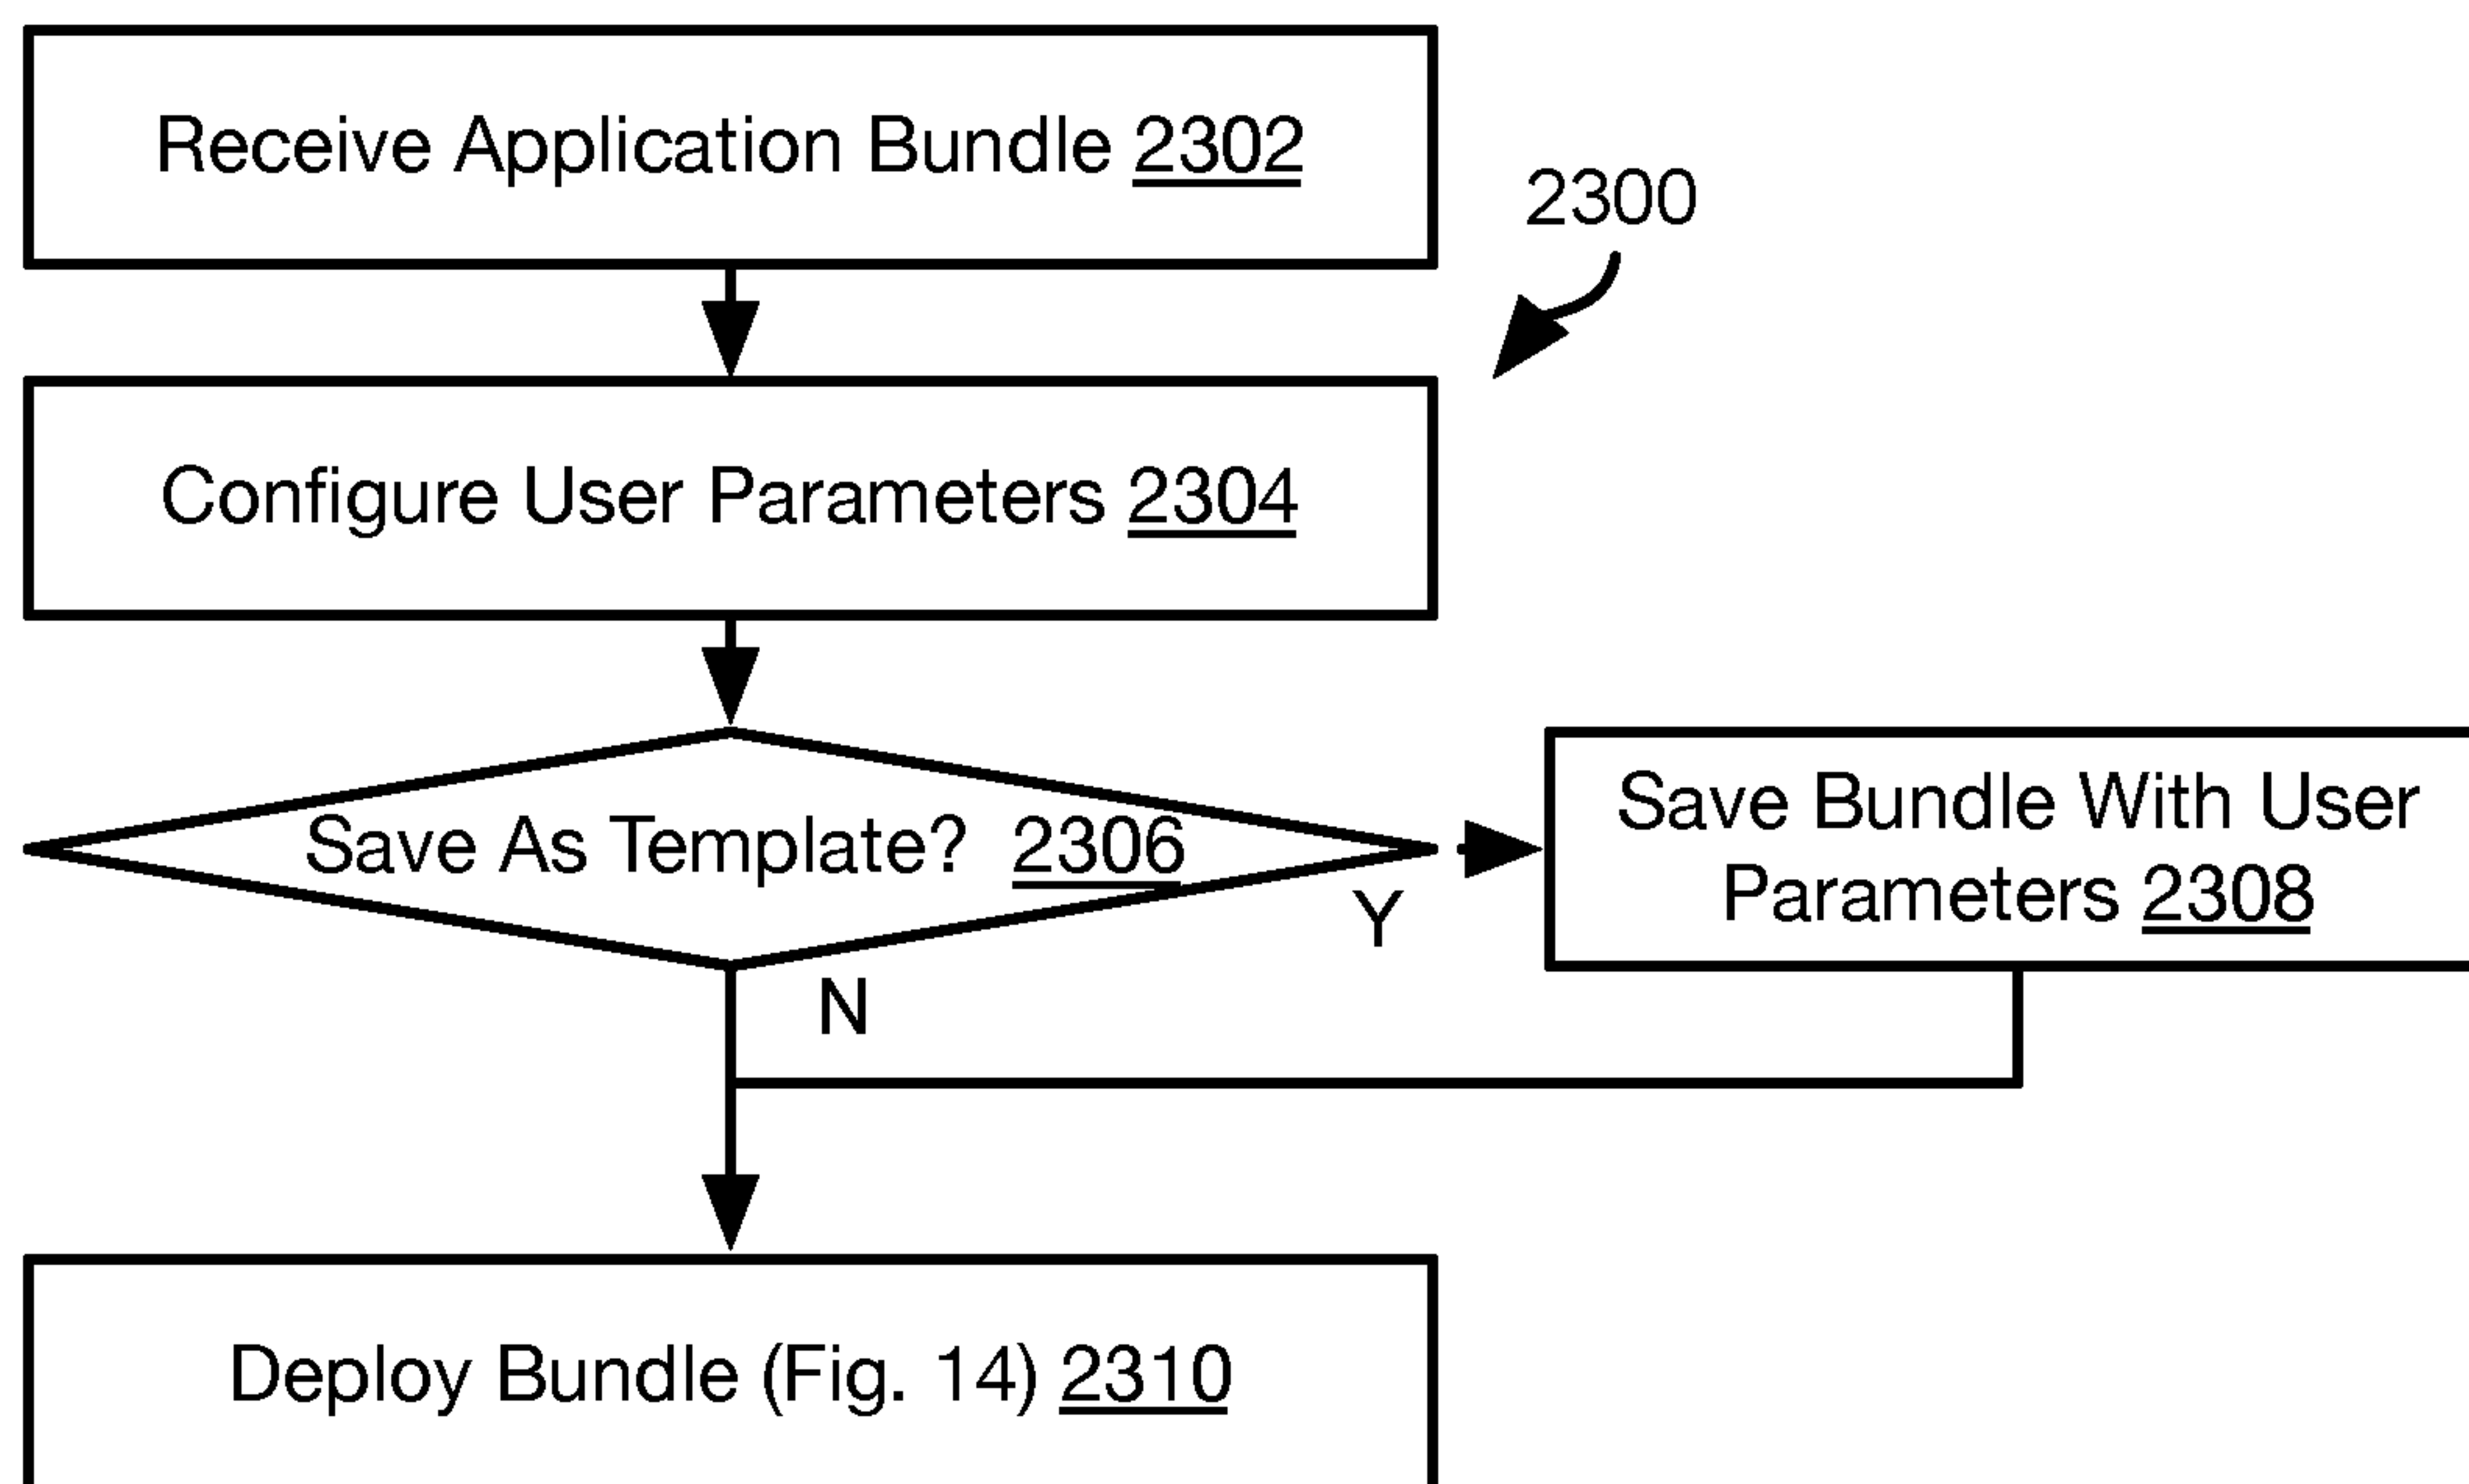 Receive Application Bundle 2302
2300
Configure User Parameters 2304
Save As Template? 2306
Y
Save Bundle With User
Parameters 2308
N
Deploy Bundle (Fig. 14) 2310